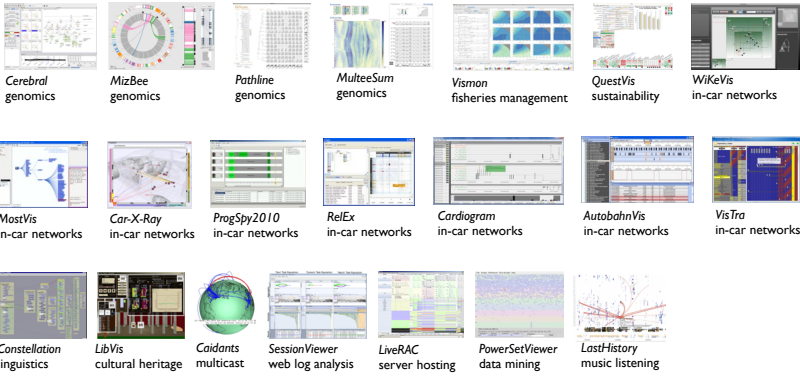 Cerebral
genomics
MizBee
genomics
Pathline
genomics
MulteeSum
genomics
Vismon
fisheries management
QuestVis
sustainability
WiKeVis
in-car networks
MostVis
in-car networks
Car-X-Ray
in-car networks
ProgSpy2010
in-car networks
RelEx
in-car networks
Cardiogram
in-car networks
AutobahnVis
in-car networks
VisTra
in-car networks
Constellation
linguistics
LibVis
cultural heritage
Caidants
multicast
SessionViewer
web log analysis
LiveRAC
server hosting
PowerSetViewer
data mining
LastHistory
music listening